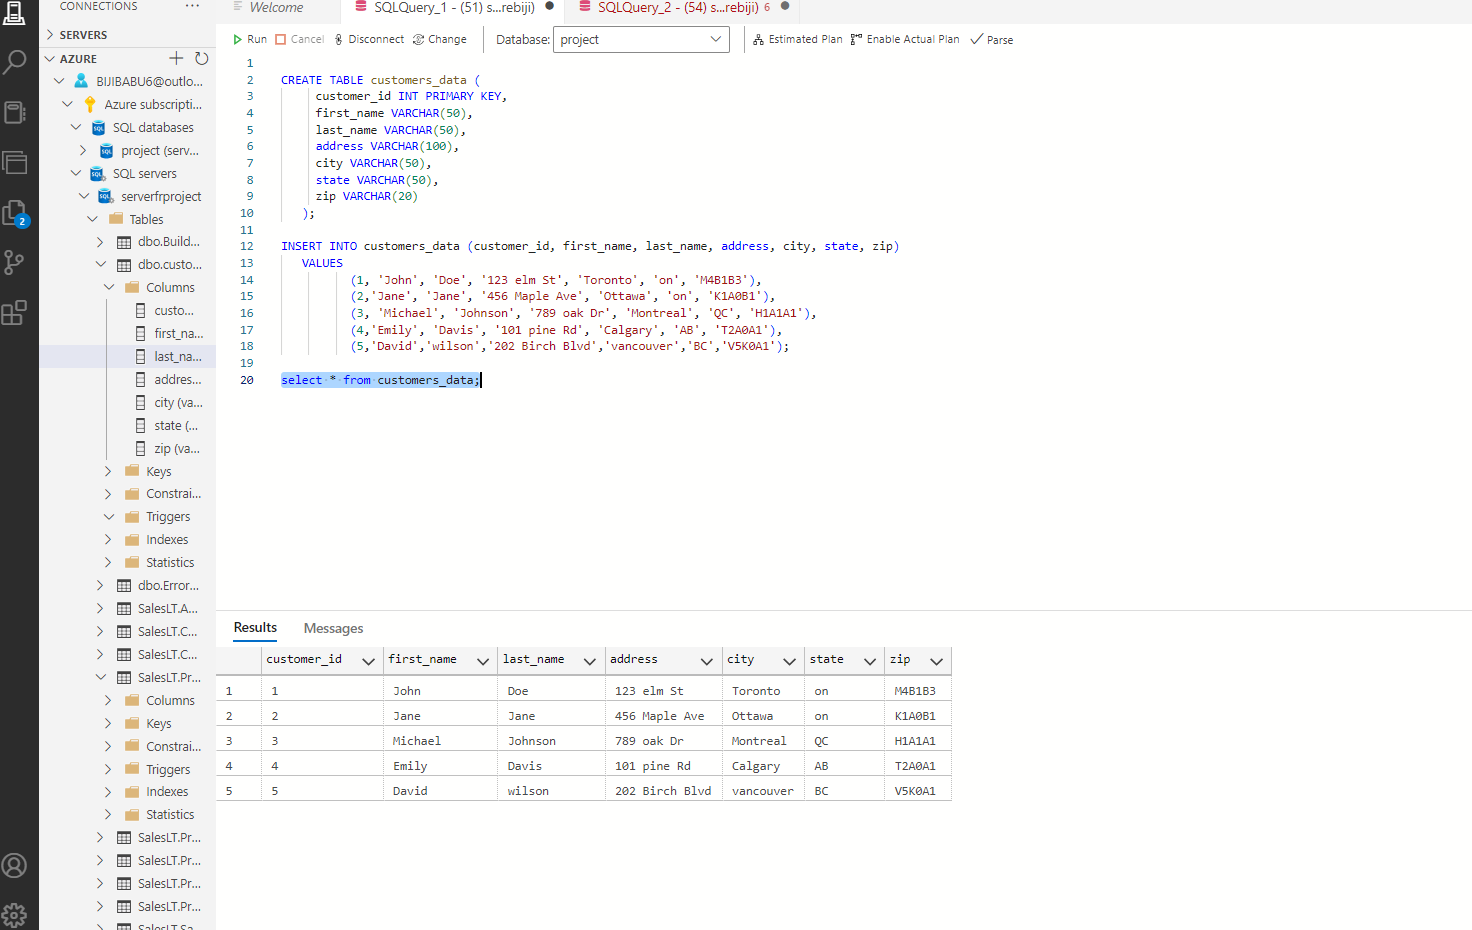 CONNECTIONS ...
SERVERS
AZURE
BIJIBABU6@outlo...
Azure subscripti...
SQL databases
project (serv...
SQL servers
serverfrproject
Tables
dbo.Build...
dbo.custo...
Columns
custo...
first_na...
last_na...
addres...
city (va...
state (...
zip (va...
Keys
Constrai...
Triggers
Indexes
Statistics
dbo.Error...
SalesLT.A...
SalesLT.C...
SalesLT.C...
SalesLT.Pr...
Columns
Keys
Constrai...
Triggers
Indexes
Statistics
SalesLT.Pr...
SalesLT.Pr...
SalesLT.Pr...
SalesLT.Pr...
SalesLT.Sa...
2
Welcome SQLQuery_1 - (51) s...rebiji) SQLQuery_2 - (54) s...rebiji) 6
Run Cancel Disconnect Change Database: project Estimated Plan Enable Actual Plan Parse
1
2 CREATE TABLE customers_data (
3 customer_id INT PRIMARY KEY,
4 first_name VARCHAR(50),
5 last_name VARCHAR(50),
6 address VARCHAR(100),
7 city VARCHAR(50),
8 state VARCHAR(50),
9 zip VARCHAR(20)
10 );
11
12 INSERT INTO customers_data (customer_id, first_name, last_name, address, city, state, zip)
13 VALUES
14 (1, 'John', 'Doe', '123 elm St', 'Toronto', 'on', 'M4B1B3'),
15 (2,'Jane', 'Jane', '456 Maple Ave', 'Ottawa', 'on', 'K1A0B1'),
16 (3, 'Michael', 'Johnson', '789 oak Dr', 'Montreal', 'QC', 'H1A1A1'),
17 (4,'Emily', 'Davis', '101 pine Rd', 'Calgary', 'AB', 'T2A0A1'),
18 (5,'David','wilson','202 Birch Blvd','vancouver','BC','V5K0A1');
19
20 select * from customers_data;
Results Messages
customer_id first_name last_name address city state zip
1 1 John Doe 123 elm St Toronto on M4B1B3
2 2 Jane Jane 456 Maple Ave Ottawa on K1A0B1
3 3 Michael Johnson 789 oak Dr Montreal QC H1A1A1
4 4 Emily Davis 101 pine Rd Calgary AB T2A0A1
5 5 David wilson 202 Birch Blvd vancouver BC V5K0A1